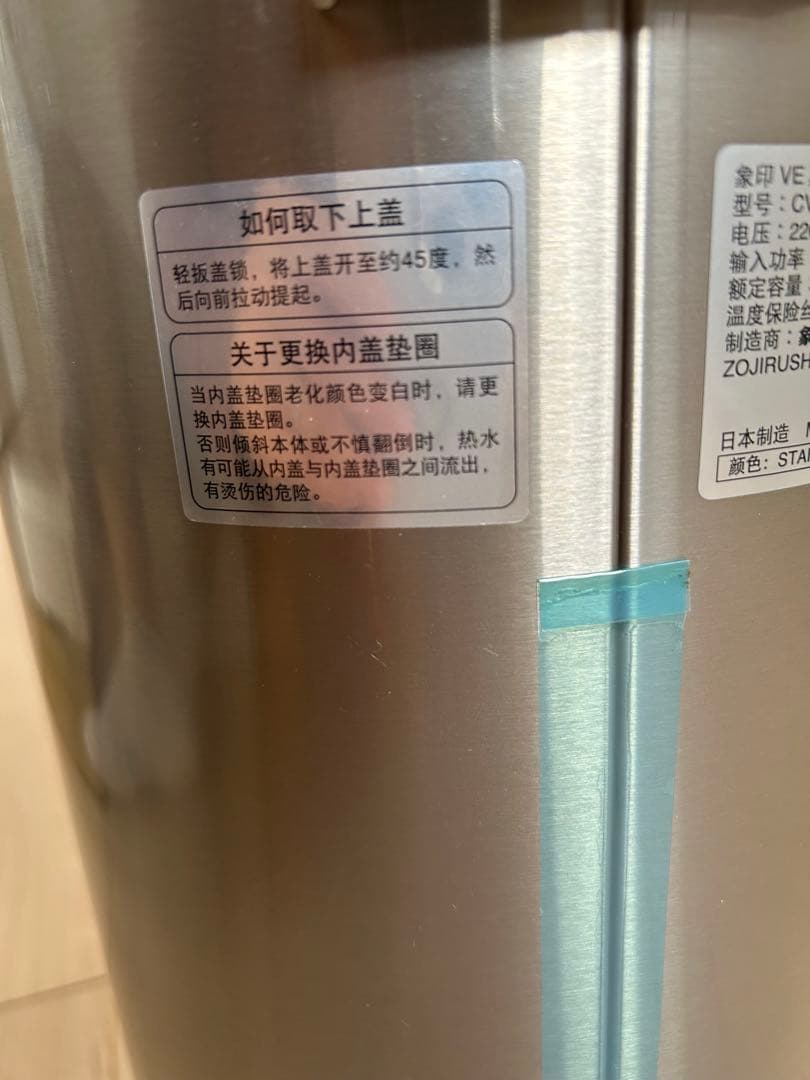 如何取下上盖
轻扳盖锁，将上盖开至约45度，然
后向前拉动提起。
关于更换内盖垫圈
当内盖垫圈老化颜色变白时，请更
换内盖垫圈。
否则倾斜本体或不慎翻倒时，热水
有可能从内盖与内盖垫圈之间流出，
有烫伤的危险。
象印 VE
型号：CV
电压：220
输入功率
额定容量
温度保险丝
制造商：象
ZOJIRUSH
日本制造
颜色：STA